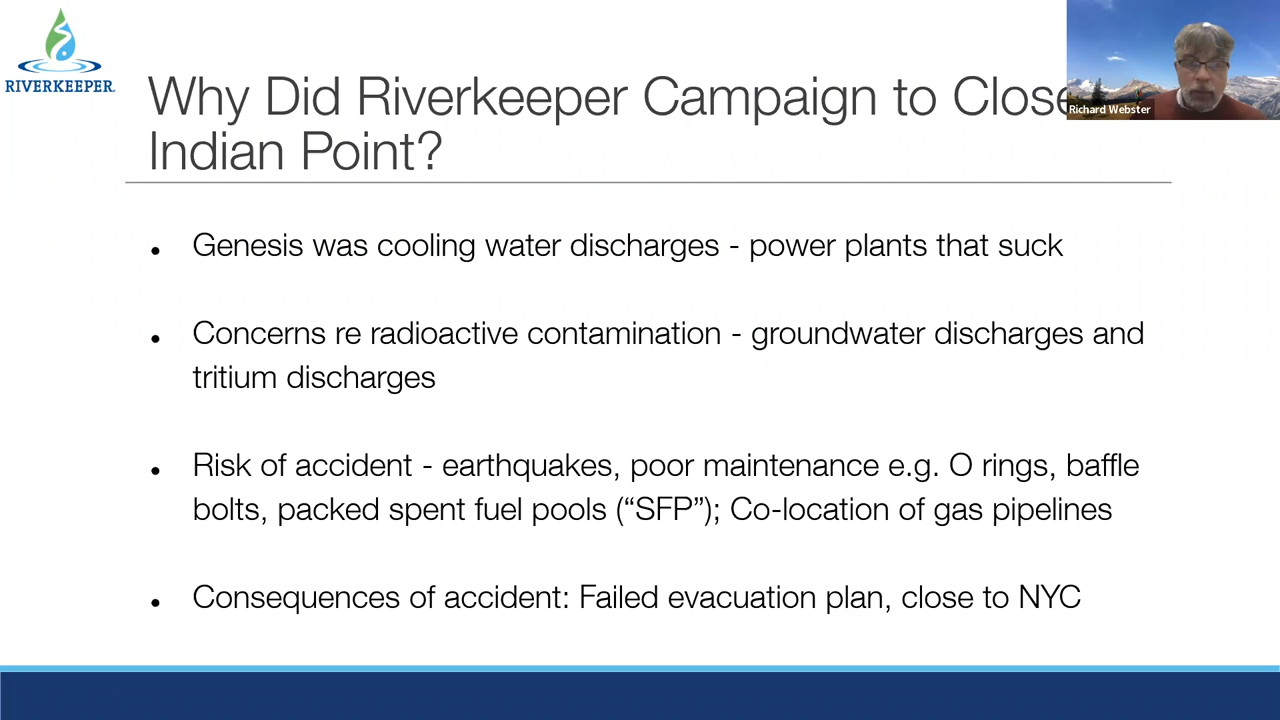 RIVERKEEPER.
Why Did Riverkeeper Campaign to Close
Indian Point?
Richard Webster
• Genesis was cooling water discharges - power plants that suck
• Concerns re radioactive contamination - groundwater discharges and
tritium discharges
• Risk of accident - earthquakes, poor maintenance e.g. O rings, baffle
bolts, packed spent fuel pools (“SFP”); Co-location of gas pipelines
• Consequences of accident: Failed evacuation plan, close to NYC